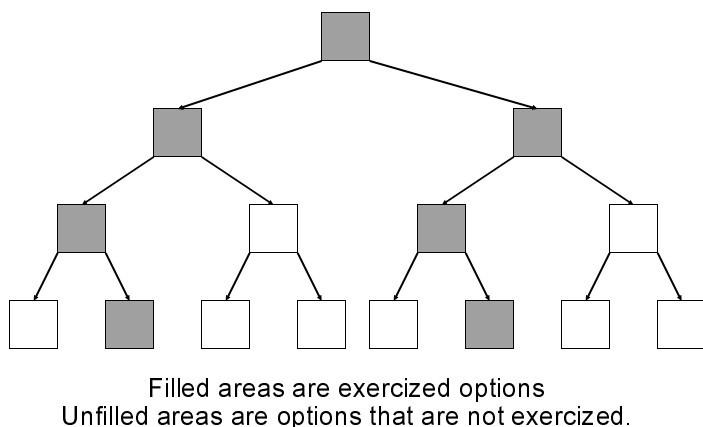 Filled areas are exercized options
Unfilled areas are options that are not exercized.